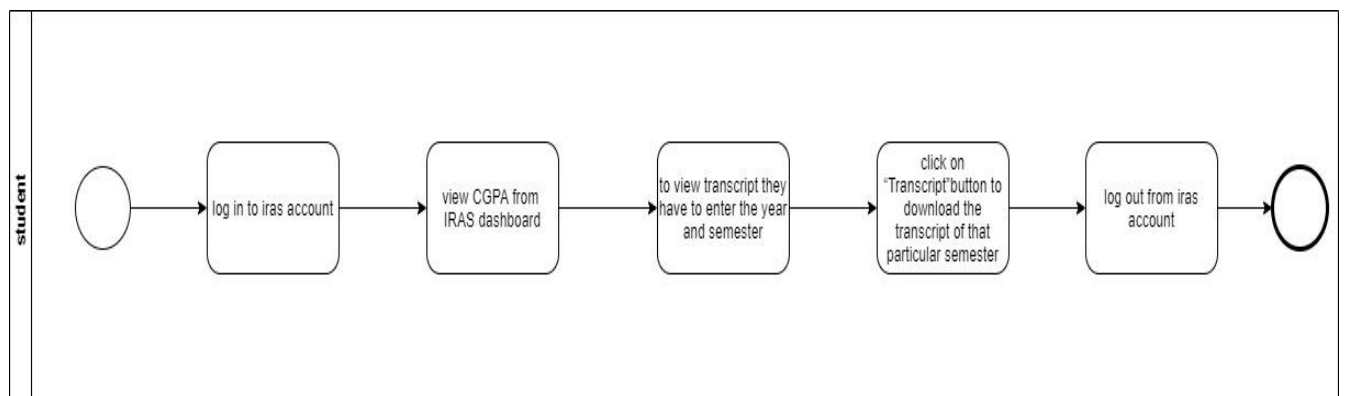 student
log in to iras account
view CGPA from
IRAS dashboard
to view transcript they
have to enter the year
and semester
click on
“Transcript”button to
download the
transcript of that
particular semester
log out from iras
account